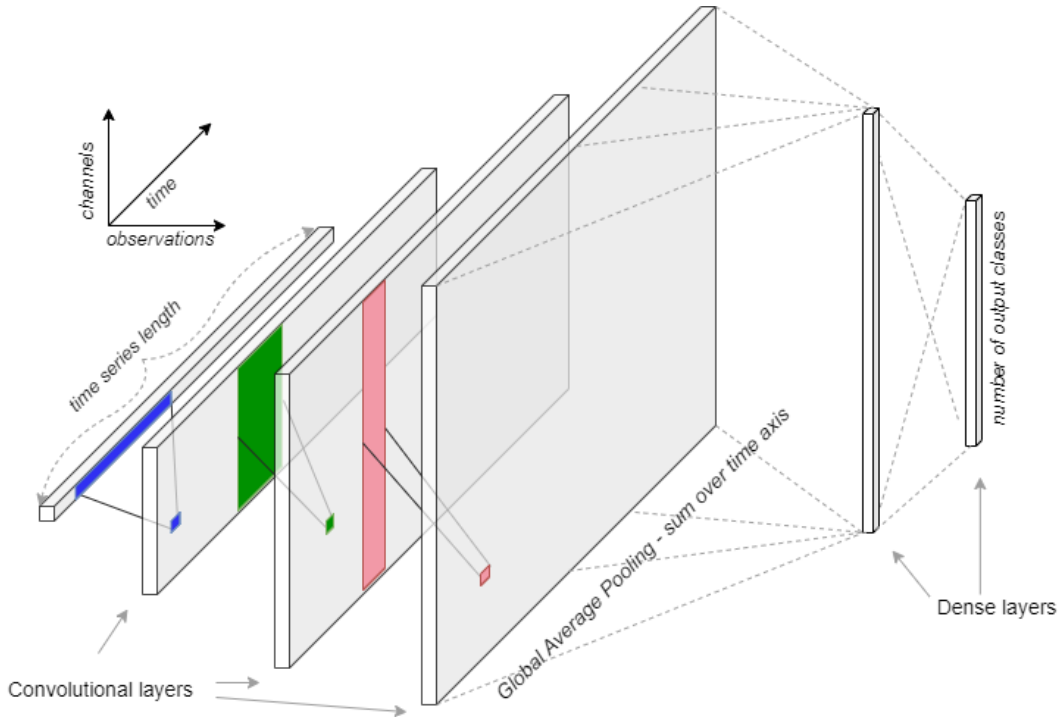 channels
time
observations
time series length
number of output classes
Global Average Pooling - sum over time axis
Dense layers
Convolutional layers